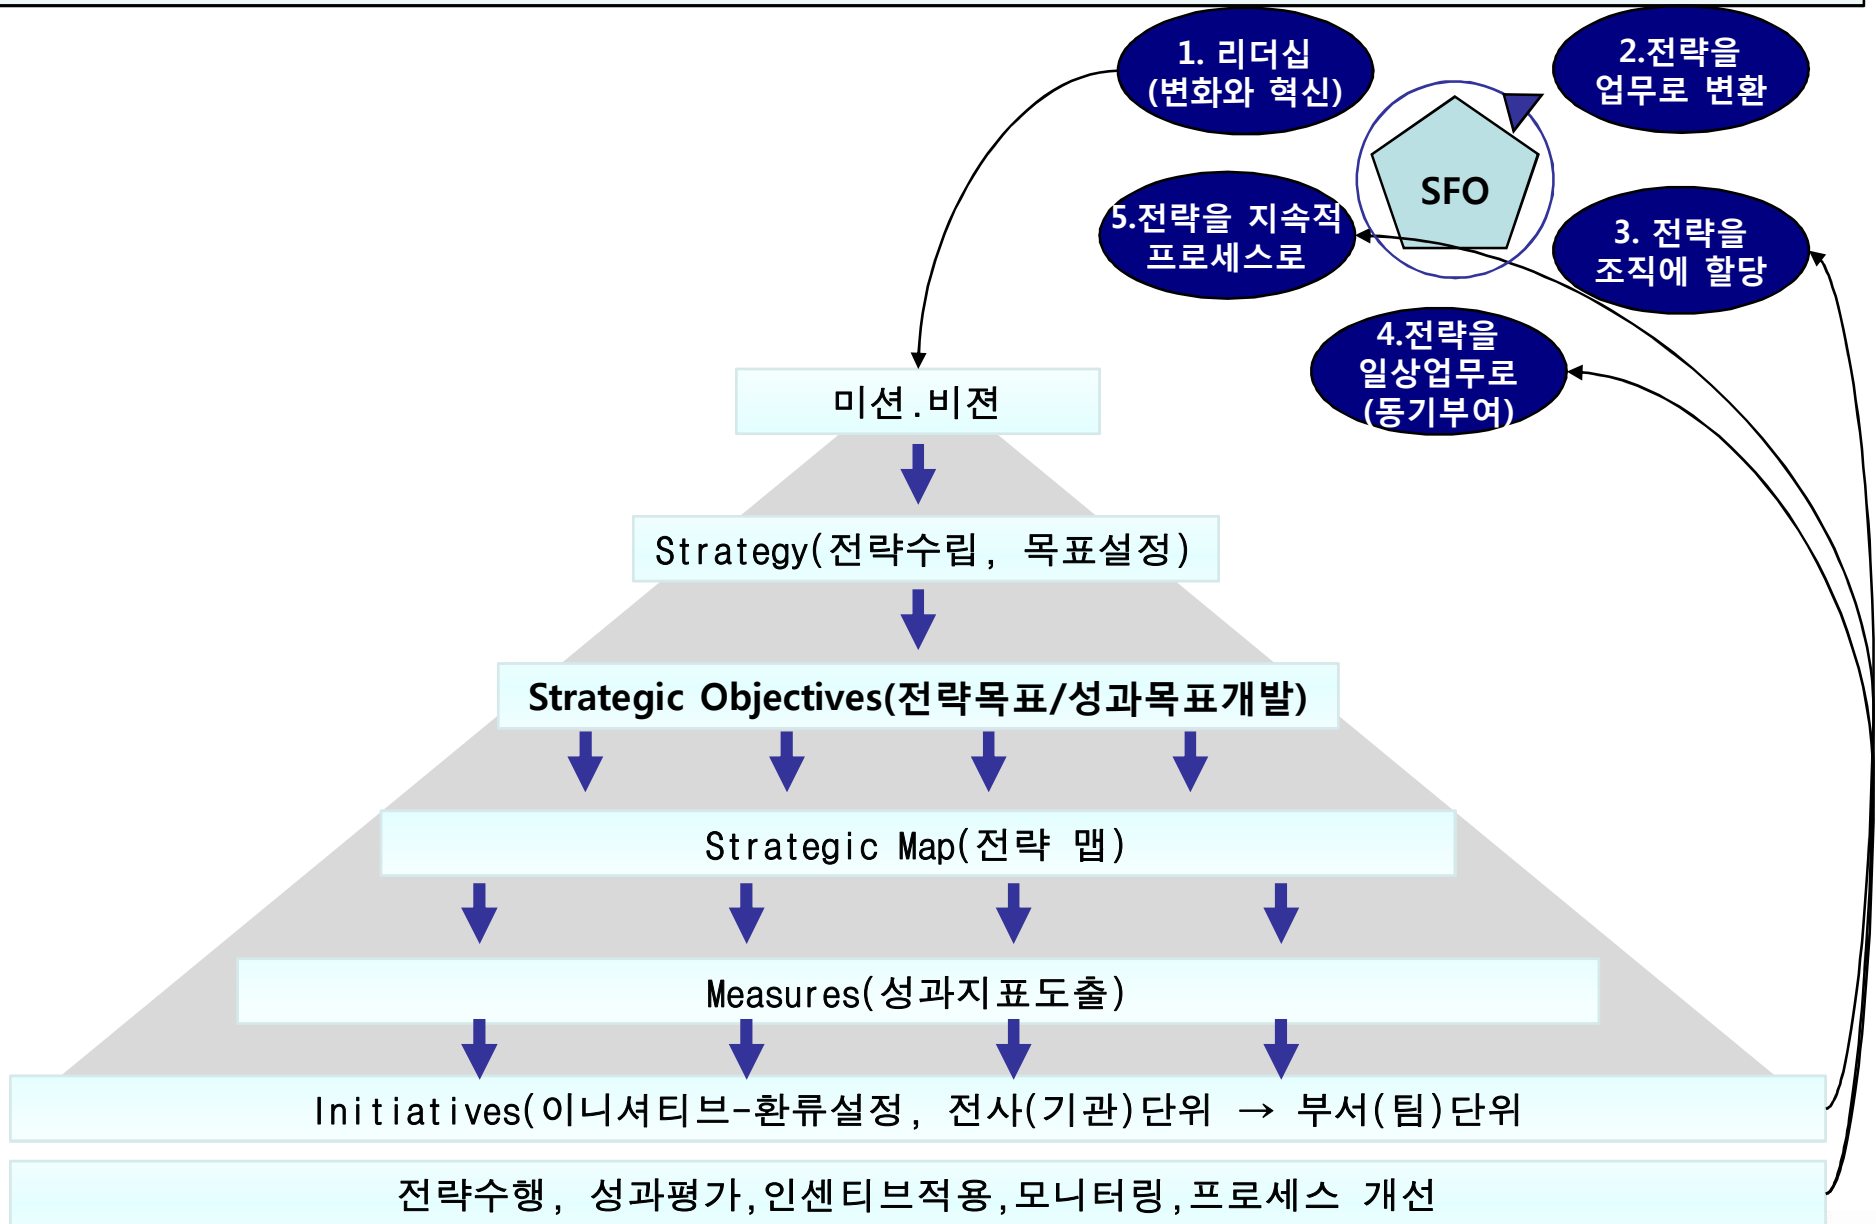 1. 리더십
(변화와 혁신)
2.전략을
업무로 변환
SFO
5.전략을 지속적
프로세스로
3. 전략을
조직에 할당
4.전략을
일상업무로
(동기부여)
미션.비젼
Strategy(전략수립, 목표설정)
Strategic Objectives(전략목표/성과목표개발)
Strategic Map(전략 맵)
Measures(성과지표도출)
Initiatives(이니셔티브-환류설정, 전사(기관)단위 → 부서(팀)단위
전략수행, 성과평가,인센티브적용,모니터링,프로세스 개선